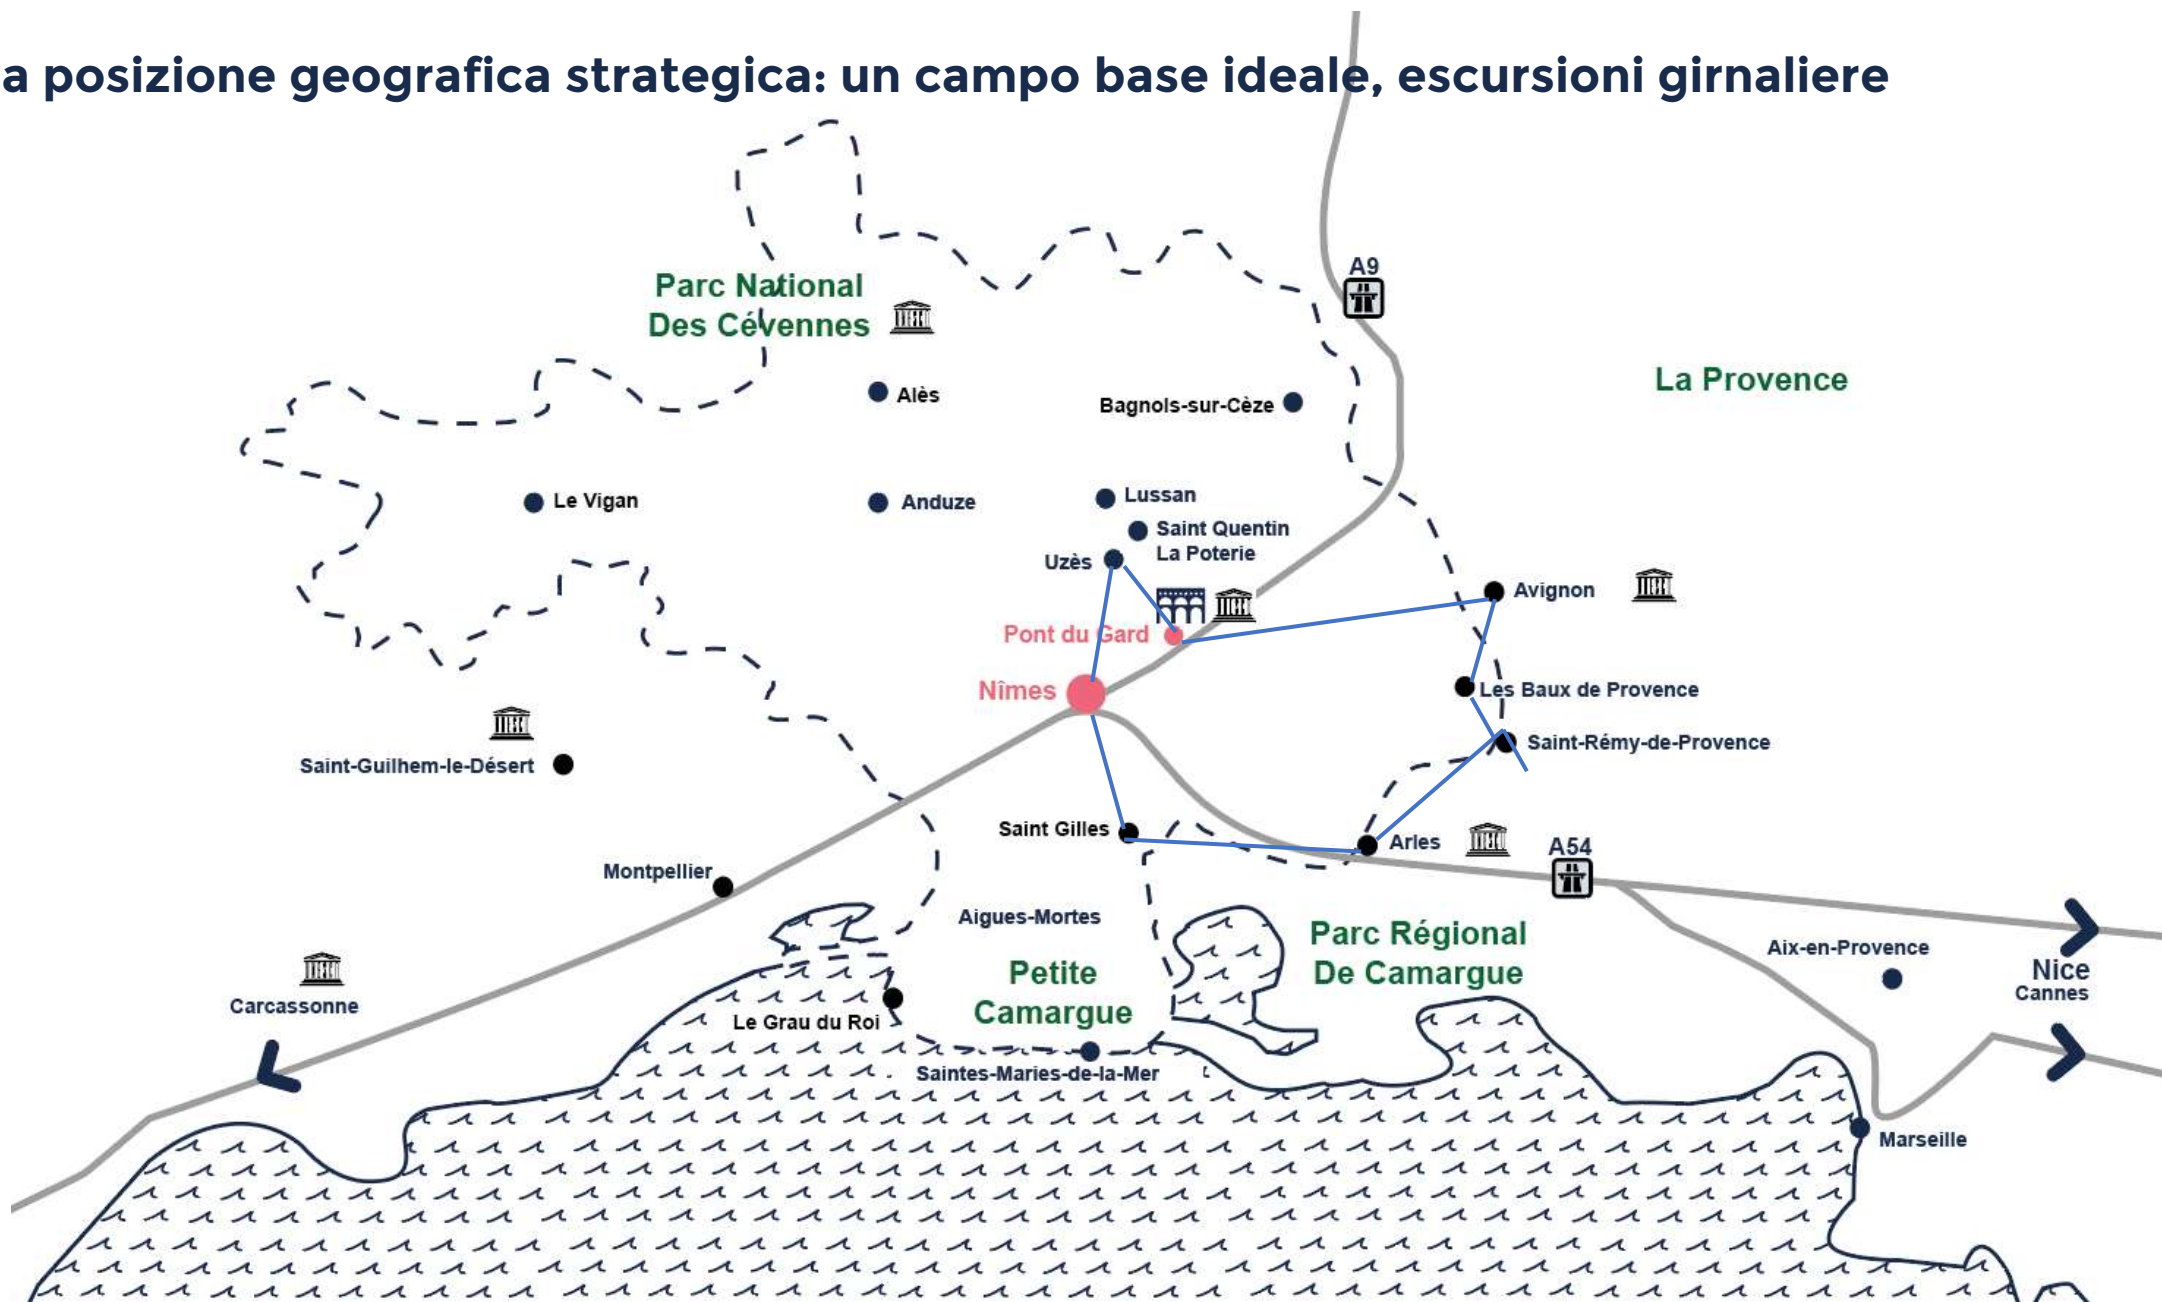 a posizione geografica strategica: un campo base ideale, escursioni girnaliere
A9
Parc National
Des Cévennes
La Provence
Alès
Bagnols-sur-Cèze
Le Vigan
Anduze
Lussan
Saint Quentin
La Poterie
Uzès
Avignon
Pont du Gard
Nîmes
Les Baux de Provence
Saint-Rémy-de-Provence
Saint-Guilhem-le-Désert
Saint Gilles
Arles
A54
Montpellier
Aigues-Mortes
Parc Régional
De Camargue
Aix-en-Provence
Petite
Camargue
Nice
Cannes
Carcassonne
Le Grau du Roi
Saintes-Maries-de-la-Mer
Marseille